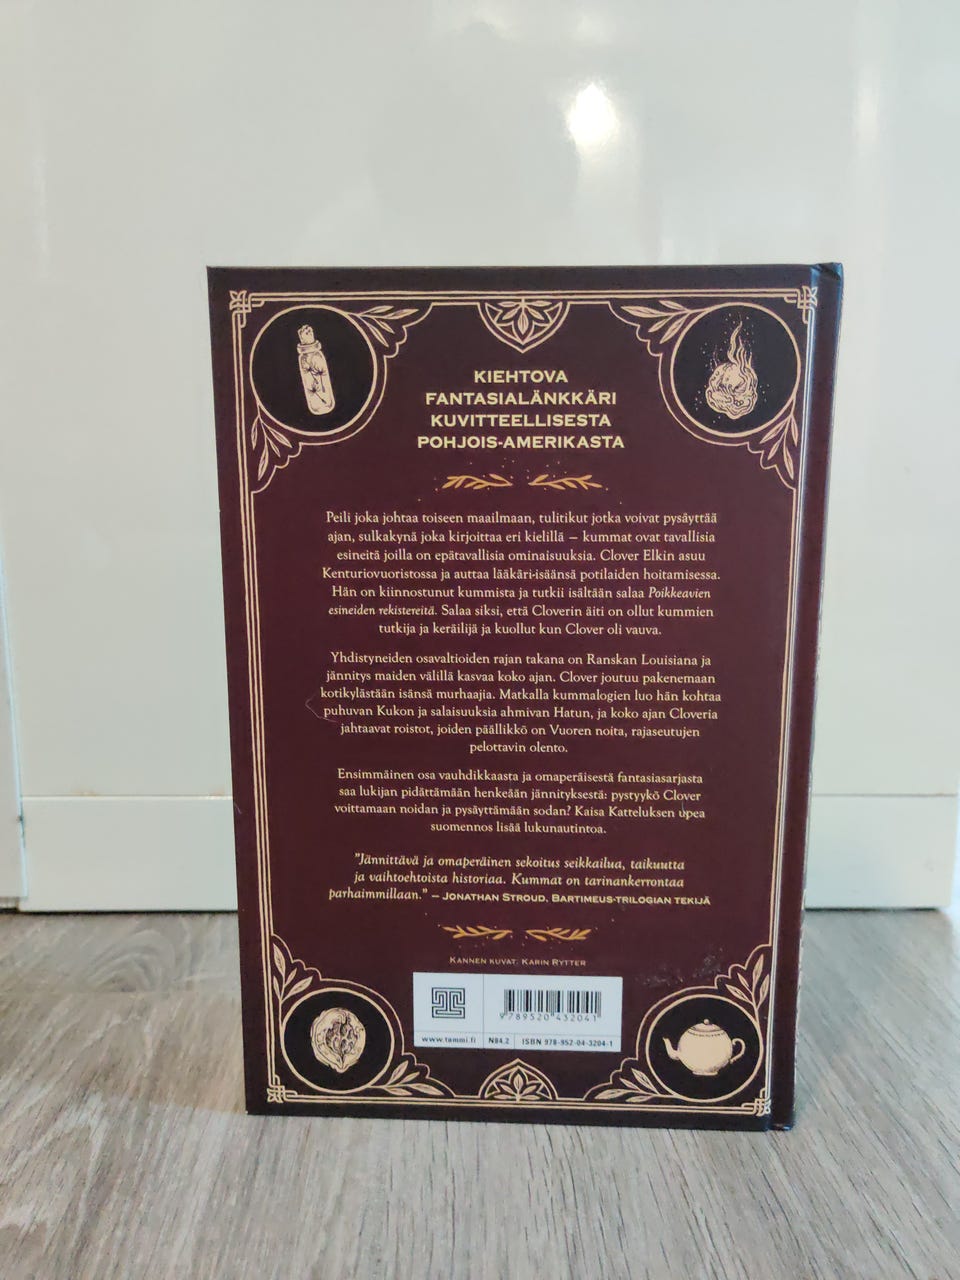 KIEHTOVA
FANTASIALÄNKKÄRI
KUVITTEELLISESTA
POHJOIS-AMERIKASTA
Peili joka johtaa toiseen maailmaan, tulitikut jotka voivat pysäyttää
ajan, sulkakynä joka kirjoittaa eri kielillä – kummat ovat tavallisia
esineitä joilla on epätavallisia ominaisuuksia. Clover Elkin asuu
Kenturiovuoristossa ja auttaa lääkäri-isäänsä potilaiden hoitamisessa.
Hän on kiinnostunut kummista ja tutkii isältään salaa Poikkeavien
esineiden rekistereitä. Salaa siksi, että Cloverin äiti on ollut kummien
tutkija ja keräilijä ja kuollut kun Clover oli vauva.
Yhdistyneiden osavaltioiden rajan takana on Ranskan Louisiana ja
jännitys maiden välillä kasvaa koko ajan. Clover joutuu pakenemaan
kotikylästään isänsä murhaajia. Matkalla kummalogien luo hän kohtaa
puhuvan Kukon ja salaisuuksia ahmivan Hatun, ja koko ajan Cloveria
jahtaavat roistot, joiden päällikkö on Vuoren noita, rajaseutujen
pelottavin olento.
Ensimmäinen osa vauhdikkaasta ja omaperäisestä fantasiasarjasta
saa lukijan pidättämään henkeään jännityksestä: pystyykö Clover
voittamaan noidan ja pysäyttämään sodan? Kaisa Katteluksen upea
suomennos lisää lukunautintoa.
"Jännittävä ja omaperäinen sekoitus seikkailua, taikuutta
ja vaihtoehtoista historiaa. Kummat on tarinankerrontaa
parhaimmillaan." – JONATHAN STROUD, BARTIMEUS-TRILOGIAN TEKIJÄ
KANNEN KUVAT: KARIN RYTTER
9 789520 432041
www.tammi.fi N84.2 ISBN 978-952-04-3204-1